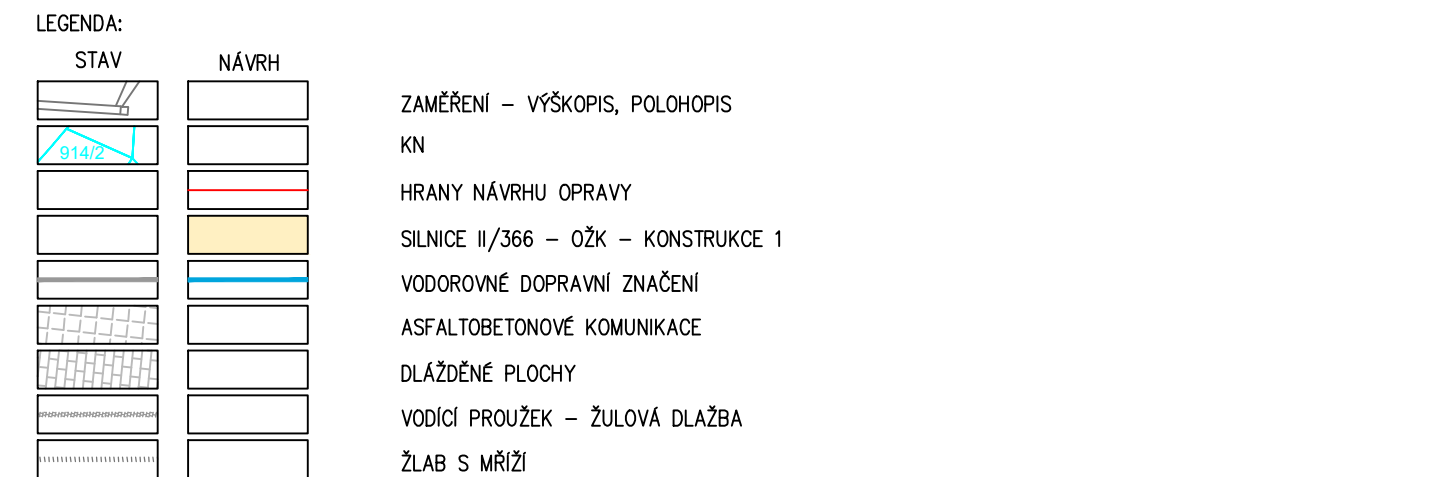 LEGENDA:
STAV NÁVRH
ZAMĚŘENÍ – VÝŠKOPIS, POLOHOPIS
914/2 KN
HRANY NÁVRHU OPRAVY
SILNICE II/366 – OŽK – KONSTRUKCE 1
VODOROVNÉ DOPRAVNÍ ZNAČENÍ
ASFALTOBETONOVÉ KOMUNIKACE
DLÁŽDĚNÉ PLOCHY
VODÍCÍ PROUŽEK – ŽULOVÁ DLAŽBA
ŽLAB S MŘÍŽÍ